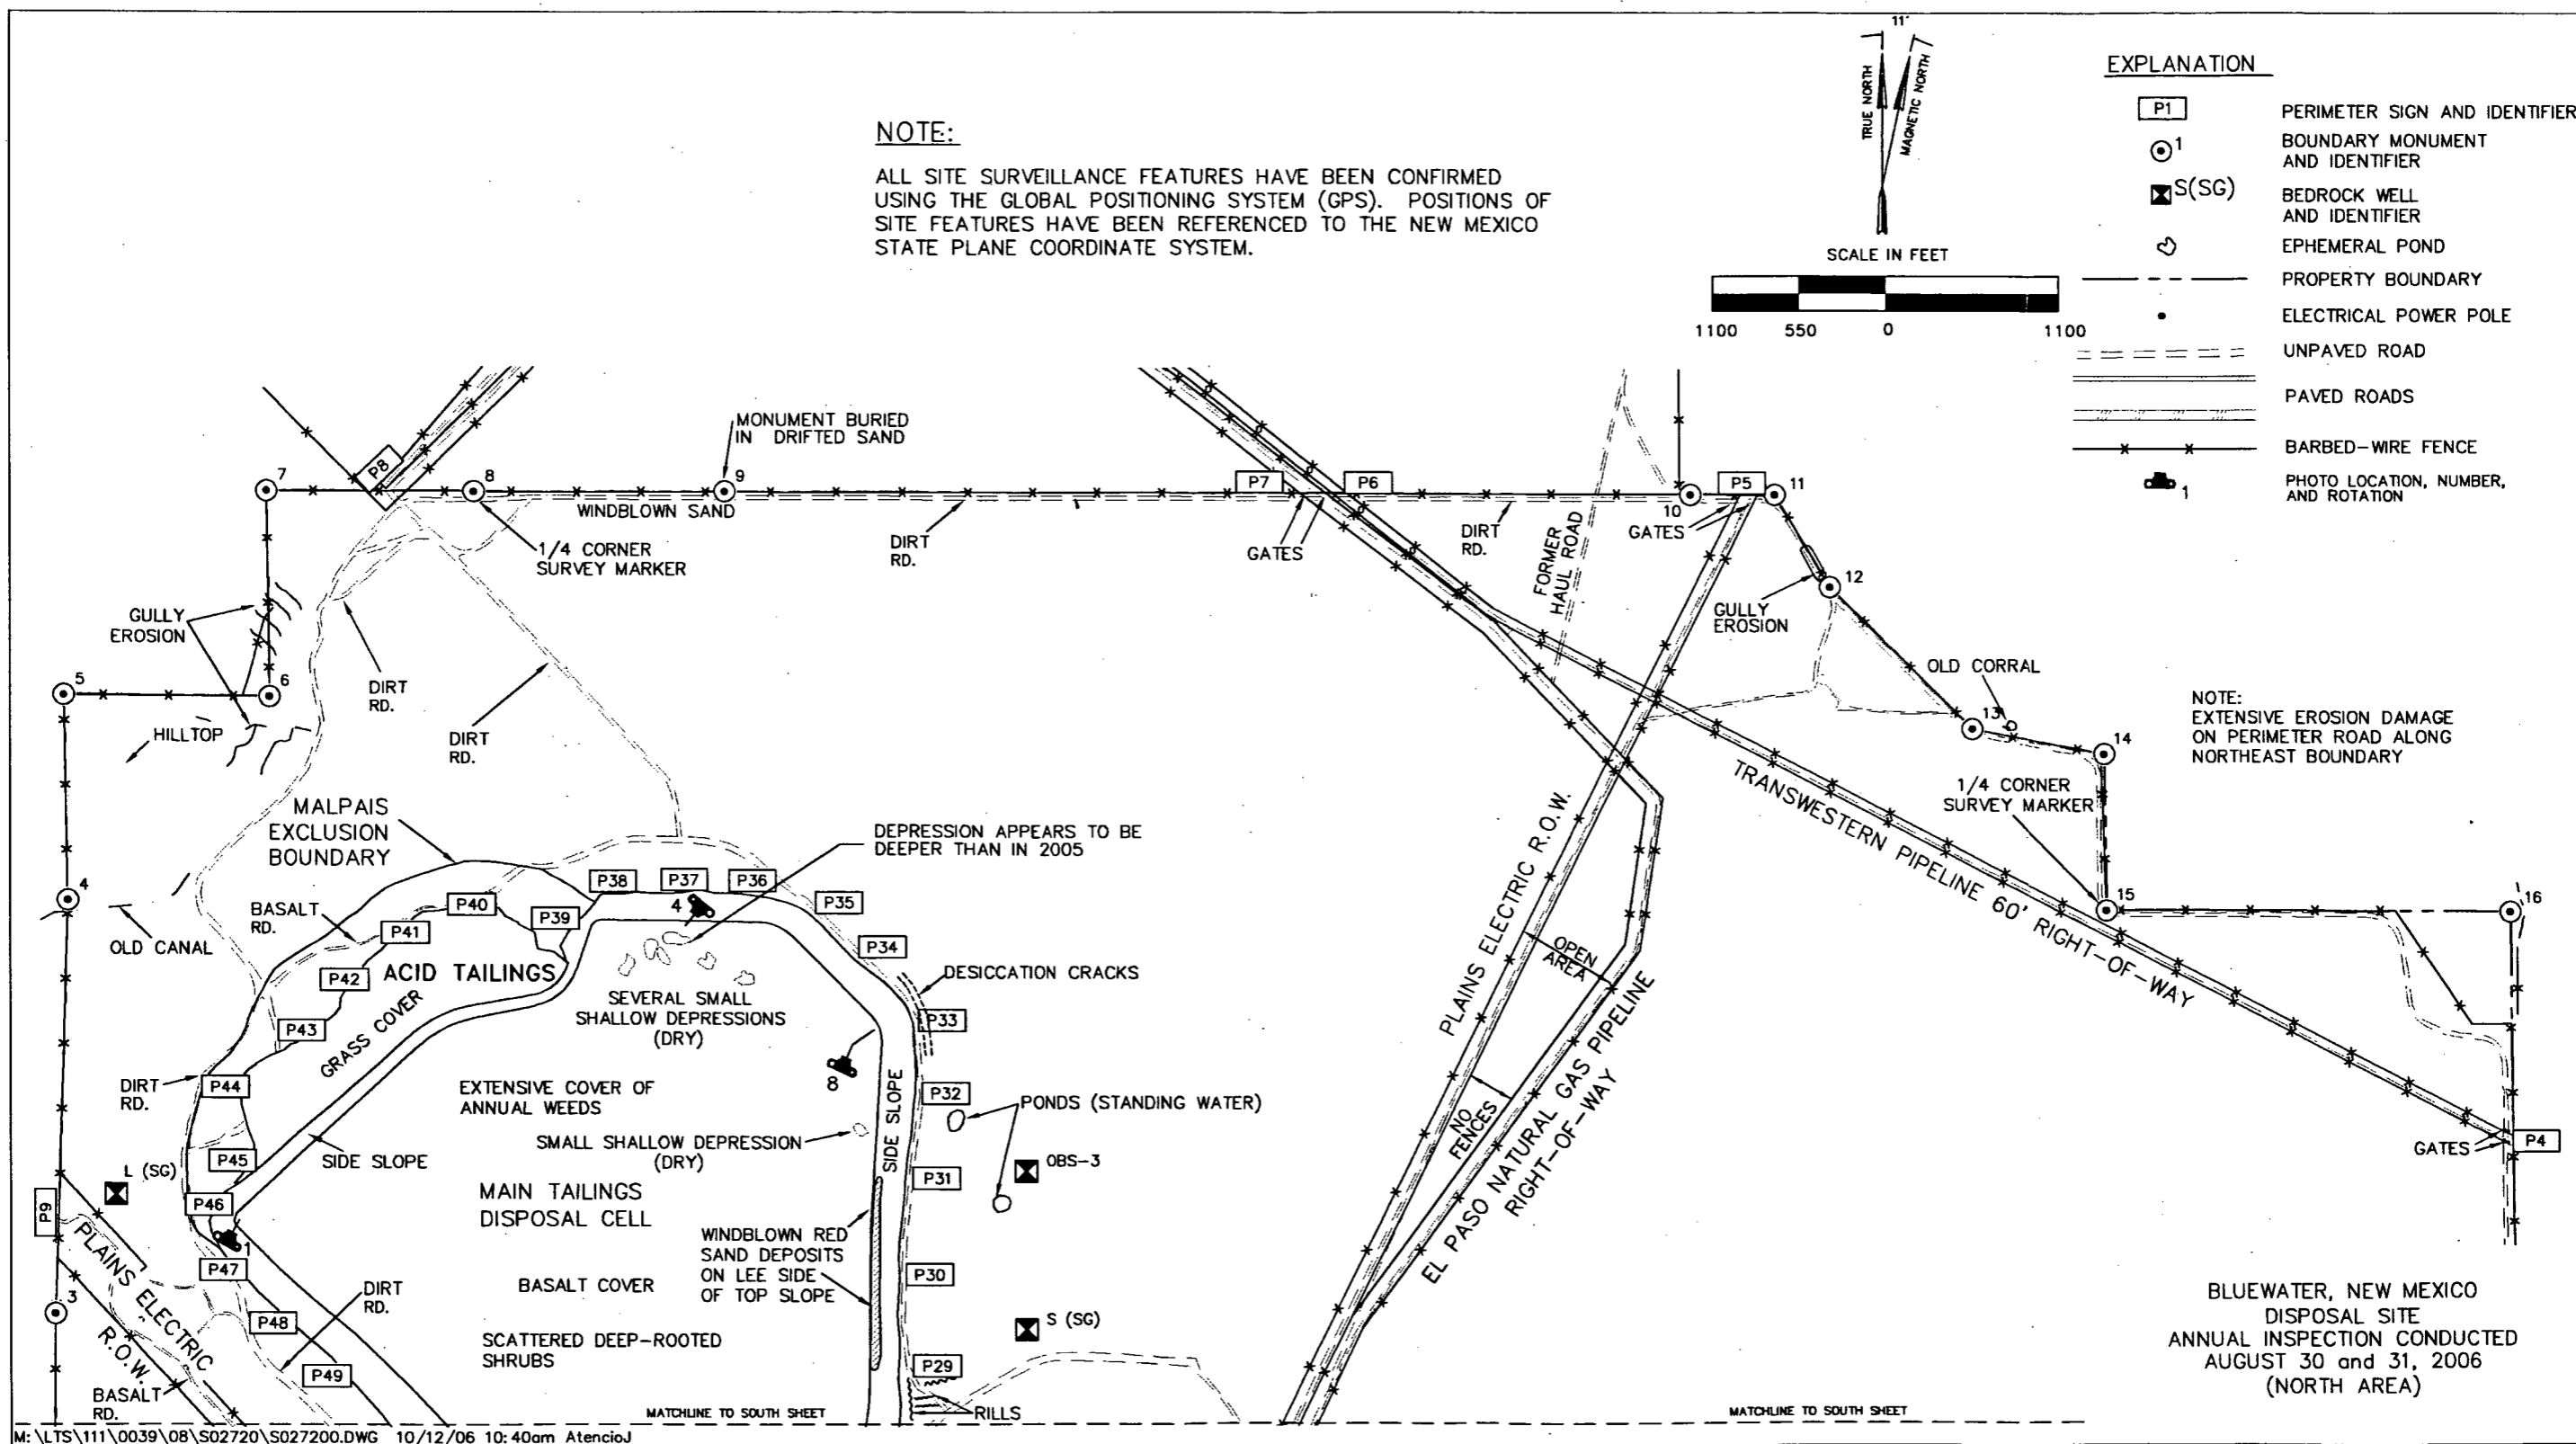 11'
TRUE NORTH
MAGNETIC NORTH
EXPLANATION
P1
PERIMETER SIGN AND IDENTIFIER
1
BOUNDARY MONUMENT
AND IDENTIFIER
S(SG)
BEDROCK WELL
AND IDENTIFIER
EPHEMERAL POND
PROPERTY BOUNDARY
ELECTRICAL POWER POLE
UNPAVED ROAD
PAVED ROADS
BARBED-WIRE FENCE
1
PHOTO LOCATION, NUMBER,
AND ROTATION
NOTE:
ALL SITE SURVEILLANCE FEATURES HAVE BEEN CONFIRMED
USING THE GLOBAL POSITIONING SYSTEM (GPS). POSITIONS OF
SITE FEATURES HAVE BEEN REFERENCED TO THE NEW MEXICO
STATE PLANE COORDINATE SYSTEM.
SCALE IN FEET
1100 550 0 1100
MONUMENT BURIED
IN DRIFTED SAND
7
P8
8
9
P7
P6
10
P5
11
WINDBLOWN SAND
1/4 CORNER
SURVEY MARKER
DIRT
RD.
GATES
DIRT
RD.
FORMER
HAUL ROAD
GATES
12
GULLY
EROSION
GULLY
EROSION
5
6
DIRT
RD.
HILLTOP
DIRT
RD.
OLD CORRAL
13
14
NOTE:
EXTENSIVE EROSION DAMAGE
ON PERIMETER ROAD ALONG
NORTHEAST BOUNDARY
1/4 CORNER
SURVEY MARKER
TRANSWESTERN PIPELINE 60' RIGHT-OF-WAY
MALPAIS
EXCLUSION
BOUNDARY
DEPRESSION APPEARS TO BE
DEEPER THAN IN 2005
4
P38
P37
P36
4
P35
P40
P39
BASALT
RD.
P41
P34
15
16
OLD CANAL
P42
ACID TAILINGS
DESICCATION CRACKS
OPEN
AREA
PLAINS ELECTRIC R.O.W.
SEVERAL SMALL
SHALLOW DEPRESSIONS
(DRY)
P43
GRASS COVER
P33
8
DIRT
RD.
P44
EXTENSIVE COVER OF
ANNUAL WEEDS
SIDE SLOPE
P32
PONDS (STANDING WATER)
NO
FENCES
EL PASO NATURAL GAS PIPELINE
RIGHT-OF-WAY
SMALL SHALLOW DEPRESSION
(DRY)
P4
GATES
P45
SIDE SLOPE
L (SG)
OBS-3
P31
P46
P9
MAIN TAILINGS
DISPOSAL CELL
1
WINDBLOWN RED
SAND DEPOSITS
ON LEE SIDE
OF TOP SLOPE
P47
P30
PLAINS ELECTRIC
R.O.W.
BASALT COVER
DIRT
RD.
3
P48
S (SG)
SCATTERED DEEP-ROOTED
SHRUBS
P29
P49
BASALT
RD.
RILLS
MATCHLINE TO SOUTH SHEET
MATCHLINE TO SOUTH SHEET
BLUEWATER, NEW MEXICO
DISPOSAL SITE
ANNUAL INSPECTION CONDUCTED
AUGUST 30 and 31, 2006
(NORTH AREA)
M:\LTS\111\0039\08\S02720\S027200.DWG 10/12/06 10:40am AtencioJ